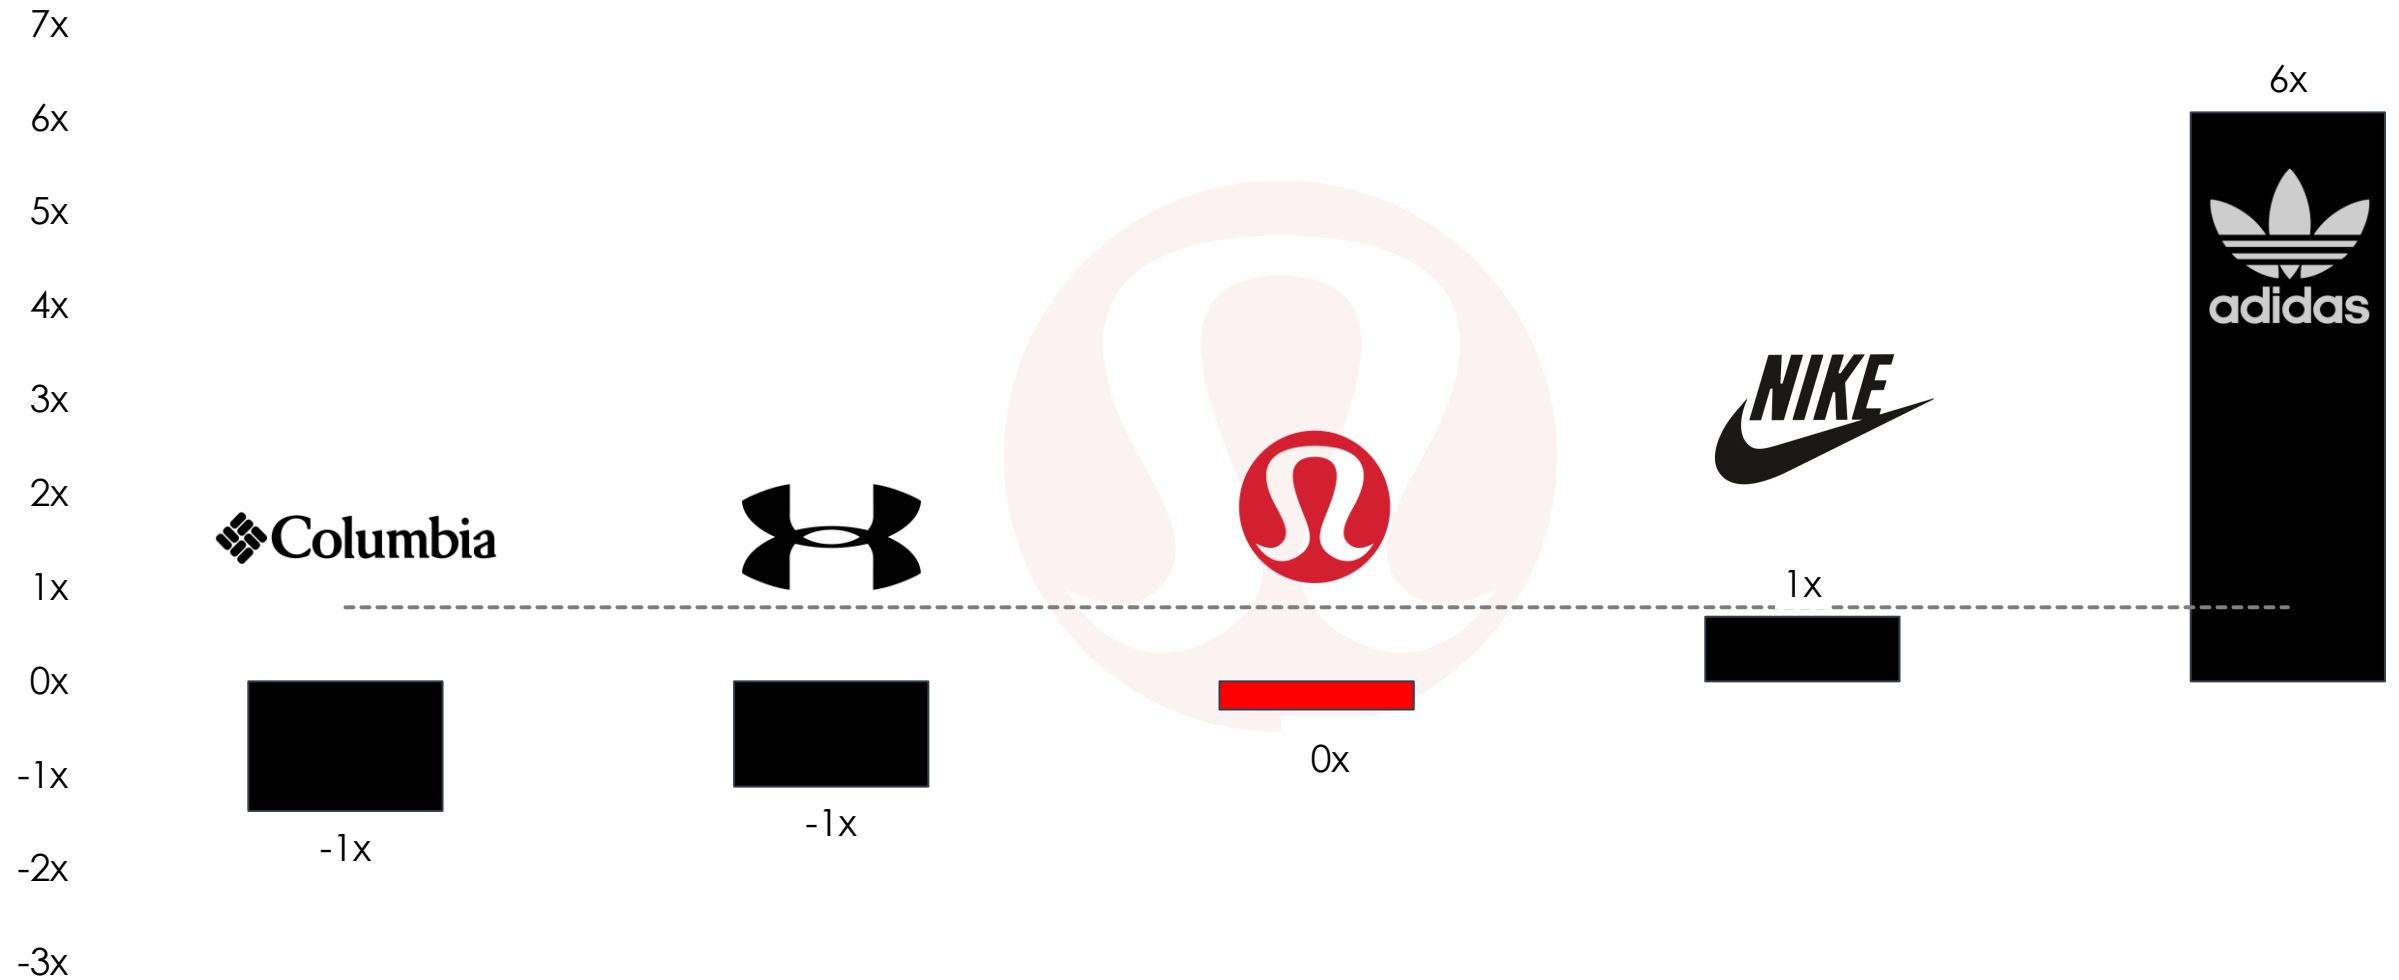 7x
6x
5x
4x
3x
2x
1x
0x
-1x
-2x
-3x
Columbia
-1x
-1x
0x
NIKE
1x
6x
adidas